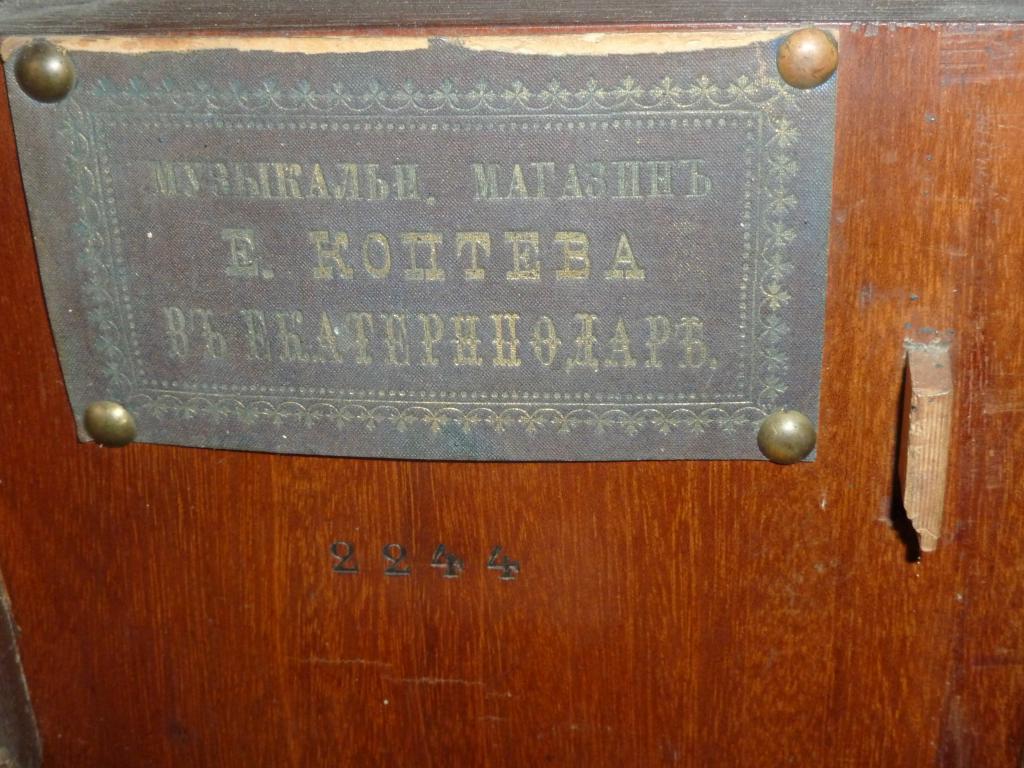 МУЗЫКАЛЬН. МАГАЗИНЪ
Е. КОПТЕВА
ВЪ ЕКАТЕРИНОДАРѢ.
2244